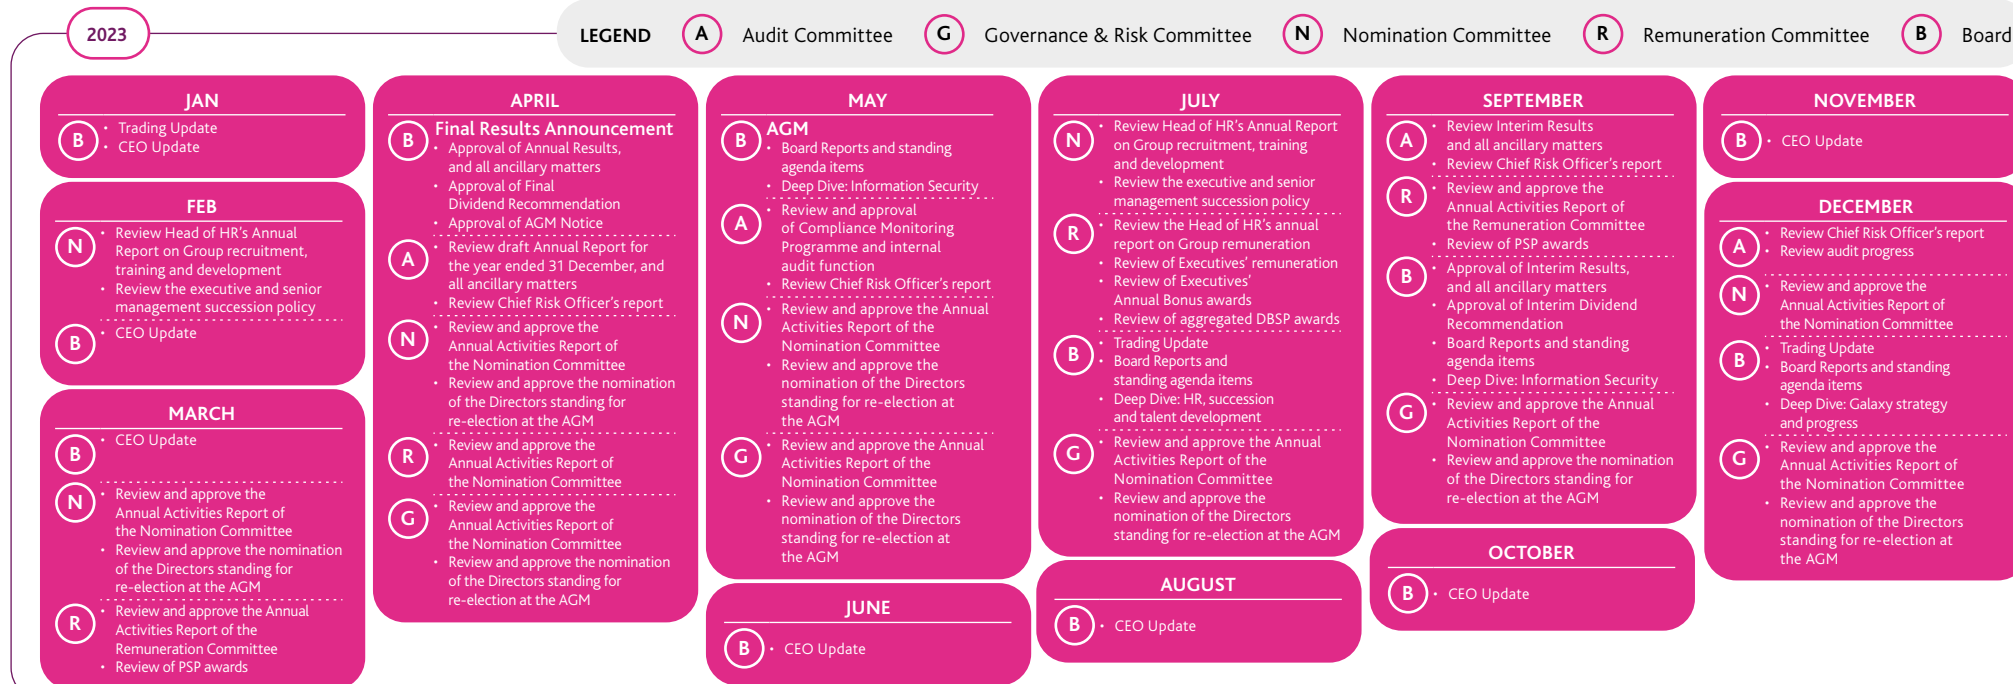 2023
LEGEND
A Audit Committee
G Governance & Risk Committee
N Nomination Committee
R Remuneration Committee
B Board
JAN
B
• Trading Update
• CEO Update
FEB
N
• Review Head of HR's Annual
Report on Group recruitment,
training and development
• Review the executive and senior
management succession policy
B
• CEO Update
MARCH
B
• CEO Update
N
• Review and approve the
Annual Activities Report of
the Nomination Committee
• Review and approve the nomination
of the Directors standing for
re-election at the AGM
R
• Review and approve the Annual
Activities Report of the
Remuneration Committee
• Review of PSP awards
APRIL
B
Final Results Announcement
• Approval of Annual Results,
and all ancillary matters
• Approval of Final
Dividend Recommendation
• Approval of AGM Notice
A
• Review draft Annual Report for
the year ended 31 December, and
all ancillary matters
• Review Chief Risk Officer's report
N
• Review and approve the
Annual Activities Report of
the Nomination Committee
• Review and approve the nomination
of the Directors standing for
re-election at the AGM
R
• Review and approve the
Annual Activities Report of
the Nomination Committee
G
• Review and approve the
Annual Activities Report of
the Nomination Committee
• Review and approve the nomination
of the Directors standing for
re-election at the AGM
MAY
B
AGM
• Board Reports and standing
agenda items
• Deep Dive: Information Security
A
• Review and approval
of Compliance Monitoring
Programme and internal
audit function
• Review Chief Risk Officer's report
N
• Review and approve the Annual
Activities Report of the
Nomination Committee
• Review and approve the
nomination of the Directors
standing for re-election at
the AGM
G
• Review and approve the Annual
Activities Report of the
Nomination Committee
• Review and approve the
nomination of the Directors
standing for re-election at
the AGM
JUNE
B
• CEO Update
JULY
N
• Review Head of HR's Annual Report
on Group recruitment, training
and development
• Review the executive and senior
management succession policy
R
• Review the Head of HR's annual
report on Group remuneration
• Review of Executives' remuneration
• Review of Executives'
Annual Bonus awards
• Review of aggregated DBSP awards
B
• Trading Update
• Board Reports and
standing agenda items
• Deep Dive: HR, succession
and talent development
G
• Review and approve the Annual
Activities Report of the
Nomination Committee
• Review and approve the
nomination of the Directors
standing for re-election at the AGM
AUGUST
B
• CEO Update
SEPTEMBER
A
• Review Interim Results
and all ancillary matters
• Review Chief Risk Officer's report
R
• Review and approve the
Annual Activities Report of
the Remuneration Committee
• Review of PSP awards
B
• Approval of Interim Results,
and all ancillary matters
• Approval of Interim Dividend
Recommendation
• Board Reports and standing
agenda items
• Deep Dive: Information Security
G
• Review and approve the Annual
Activities Report of the
Nomination Committee
• Review and approve the nomination
of the Directors standing for
re-election at the AGM
OCTOBER
B
• CEO Update
NOVEMBER
B
• CEO Update
DECEMBER
A
• Review Chief Risk Officer's report
• Review audit progress
N
• Review and approve the
Annual Activities Report of
the Nomination Committee
B
• Trading Update
• Board Reports and standing
agenda items
• Deep Dive: Galaxy strategy
and progress
G
• Review and approve the
Annual Activities Report of
the Nomination Committee
• Review and approve the
nomination of the Directors
standing for re-election at
the AGM